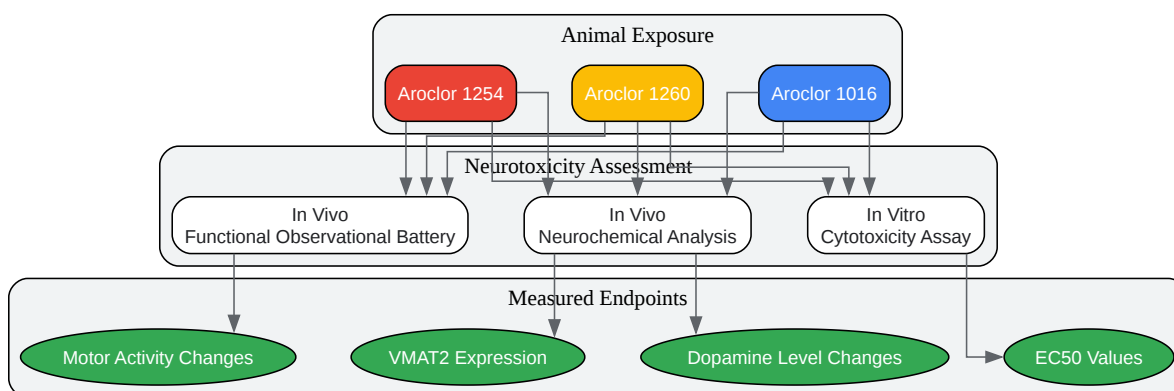 Animal Exposure
Aroclor 1254
Aroclor 1260
Aroclor 1016
Neurotoxicity Assessment
In Vivo
Functional Observational Battery
In Vivo
Neurochemical Analysis
In Vitro
Cytotoxicity Assay
Measured Endpoints
Motor Activity Changes
VMAT2 Expression
Dopamine Level Changes
EC50 Values